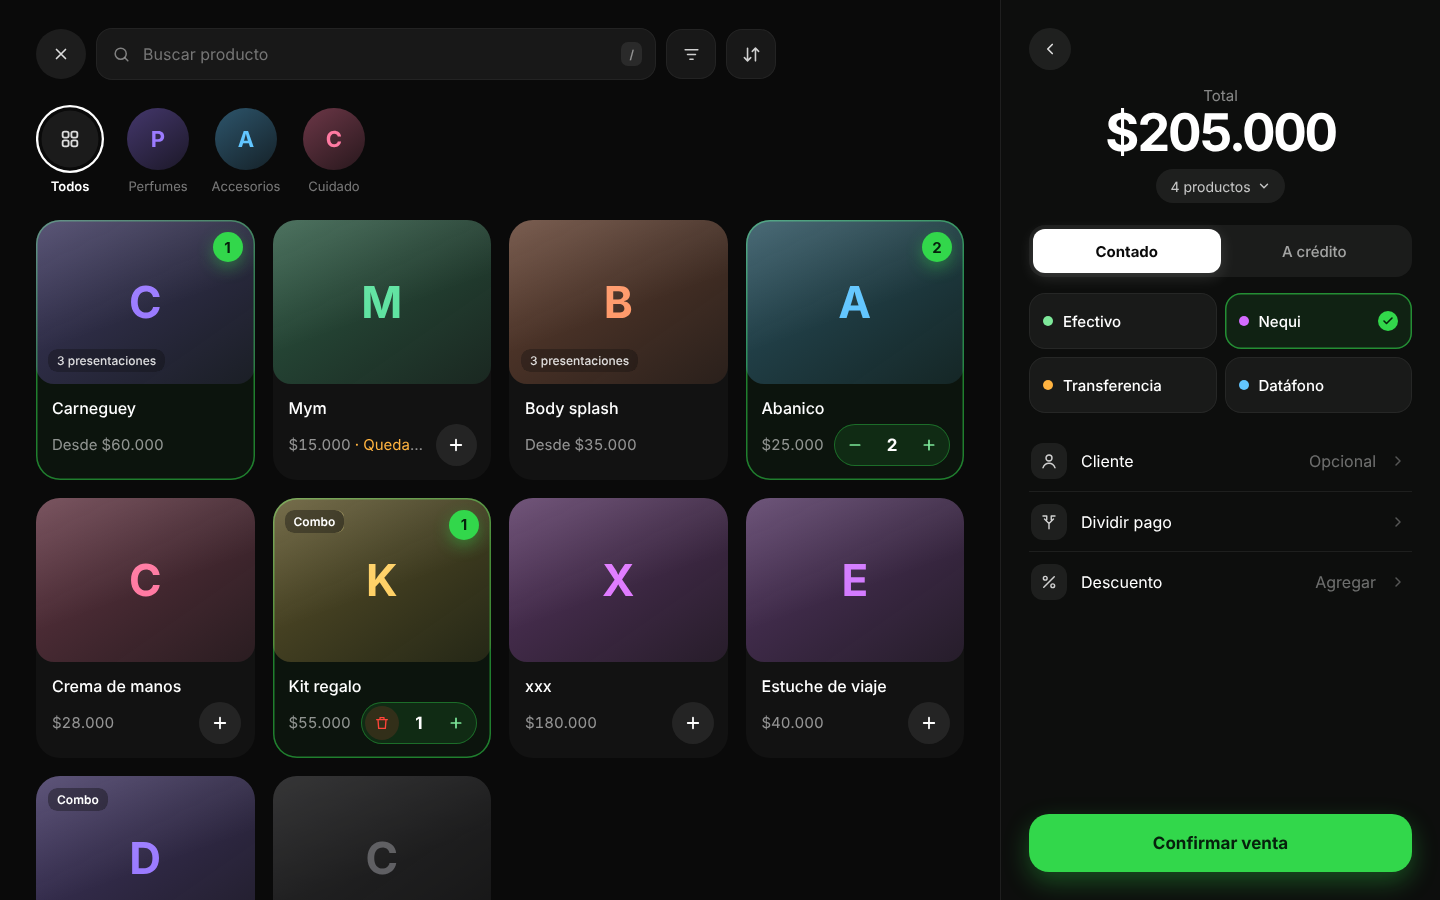 Buscar producto
/
P
A
C
Todos
Perfumes
Accesorios
Cuidado
C
1
3 presentaciones
Carneguey
Desde $60.000
M
Mym
$15.000 · Queda...
B
3 presentaciones
Body splash
Desde $35.000
A
2
Abanico
$25.000
2
C
Crema de manos
$28.000
Combo
1
K
Kit regalo
$55.000
1
X
xxx
$180.000
E
Estuche de viaje
$40.000
Combo
D
C
Total
$205.000
4 productos
Contado
A crédito
Efectivo
Nequi
Transferencia
Datáfono
Cliente
Opcional
Dividir pago
Descuento
Agregar
Confirmar venta